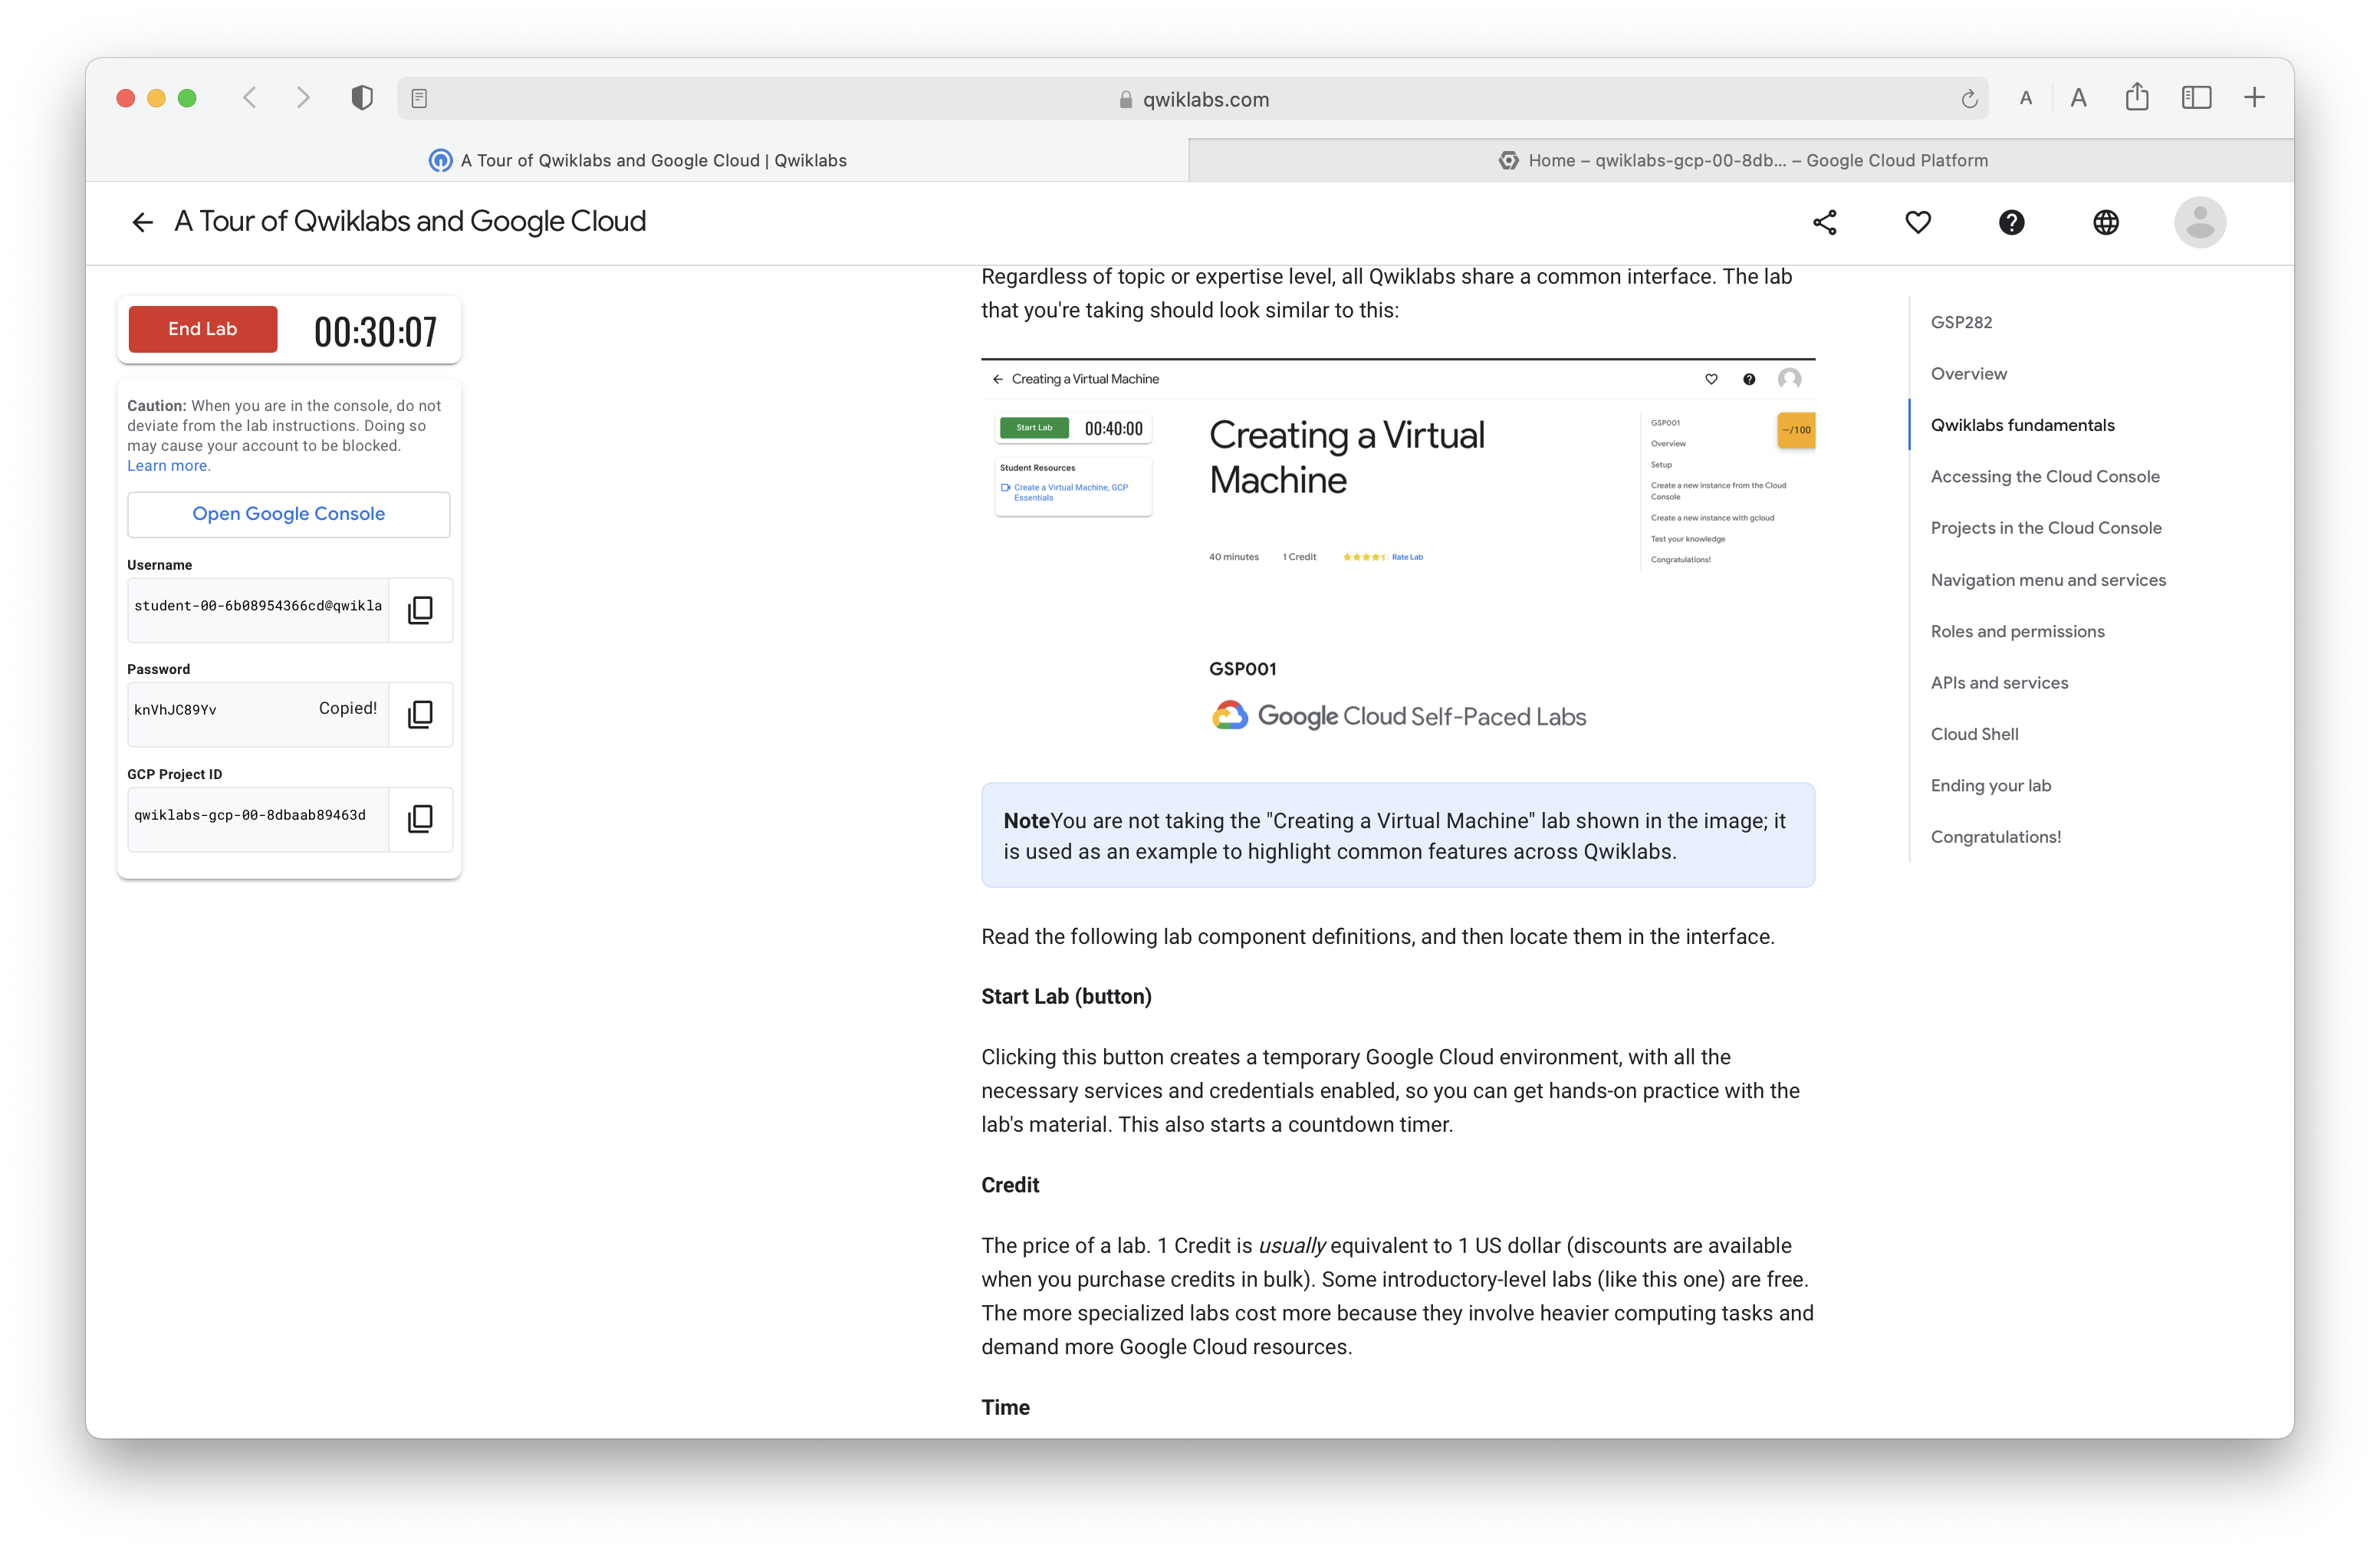 qwiklabs.com
A A
A Tour of Qwiklabs and Google Cloud | Qwiklabs
Home – qwiklabs-gcp-00-8db... – Google Cloud Platform
A Tour of Qwiklabs and Google Cloud
End Lab
00:30:07
Caution: When you are in the console, do not
deviate from the lab instructions. Doing so
may cause your account to be blocked.
Learn more.
Open Google Console
Username
student-00-6b08954366cd@qwikla
Password
knVhJC89Yv
Copied!
GCP Project ID
qwiklabs-gcp-00-8dbaab89463d
Regardless of topic or expertise level, all Qwiklabs share a common interface. The lab
that you're taking should look similar to this:
Creating a Virtual Machine
Start Lab
00:40:00
Student Resources
Create a Virtual Machine, GCP
Essentials
Creating a Virtual
Machine
40 minutes
1 Credit
Rate Lab
GSP001
Overview
Setup
Create a new instance from the Cloud
Console
Create a new instance with gcloud
Test your knowledge
Congratulations!
--/100
GSP001
Google Cloud Self-Paced Labs
NoteYou are not taking the "Creating a Virtual Machine" lab shown in the image; it
is used as an example to highlight common features across Qwiklabs.
Read the following lab component definitions, and then locate them in the interface.
Start Lab (button)
Clicking this button creates a temporary Google Cloud environment, with all the
necessary services and credentials enabled, so you can get hands-on practice with the
lab's material. This also starts a countdown timer.
Credit
The price of a lab. 1 Credit is usually equivalent to 1 US dollar (discounts are available
when you purchase credits in bulk). Some introductory-level labs (like this one) are free.
The more specialized labs cost more because they involve heavier computing tasks and
demand more Google Cloud resources.
Time
GSP282
Overview
Qwiklabs fundamentals
Accessing the Cloud Console
Projects in the Cloud Console
Navigation menu and services
Roles and permissions
APIs and services
Cloud Shell
Ending your lab
Congratulations!